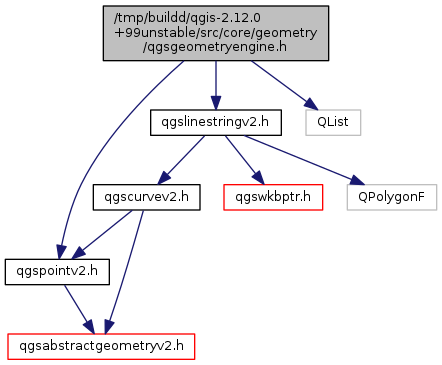 /tmp/buildd/qgis-2.12.0
+99unstable/src/core/geometry
/qgsgeometryengine.h
qgslinestringv2.h
QList
qgscurvev2.h
qgswkbptr.h
QPolygonF
qgspointv2.h
qgsabstractgeometryv2.h